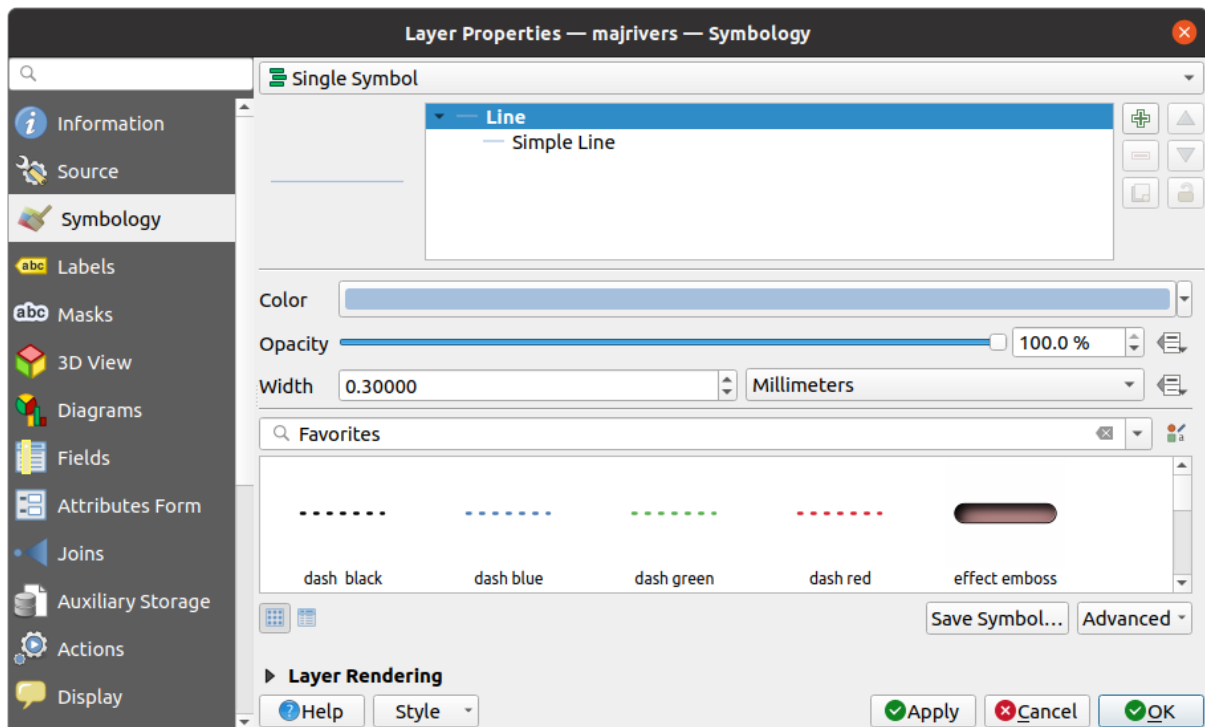 Layer Properties — majrivers — Symbology
Single Symbol
Information
Source
Symbology
abc Labels
abc Masks
3D View
Diagrams
Fields
Attributes Form
Joins
Auxiliary Storage
Actions
Display
Line
Simple Line
Color
Opacity
100.0 %
Width
0.30000
Millimeters
Favorites
dash black
dash blue
dash green
dash red
effect emboss
Save Symbol...
Advanced
Layer Rendering
Help
Style
Apply
Cancel
OK